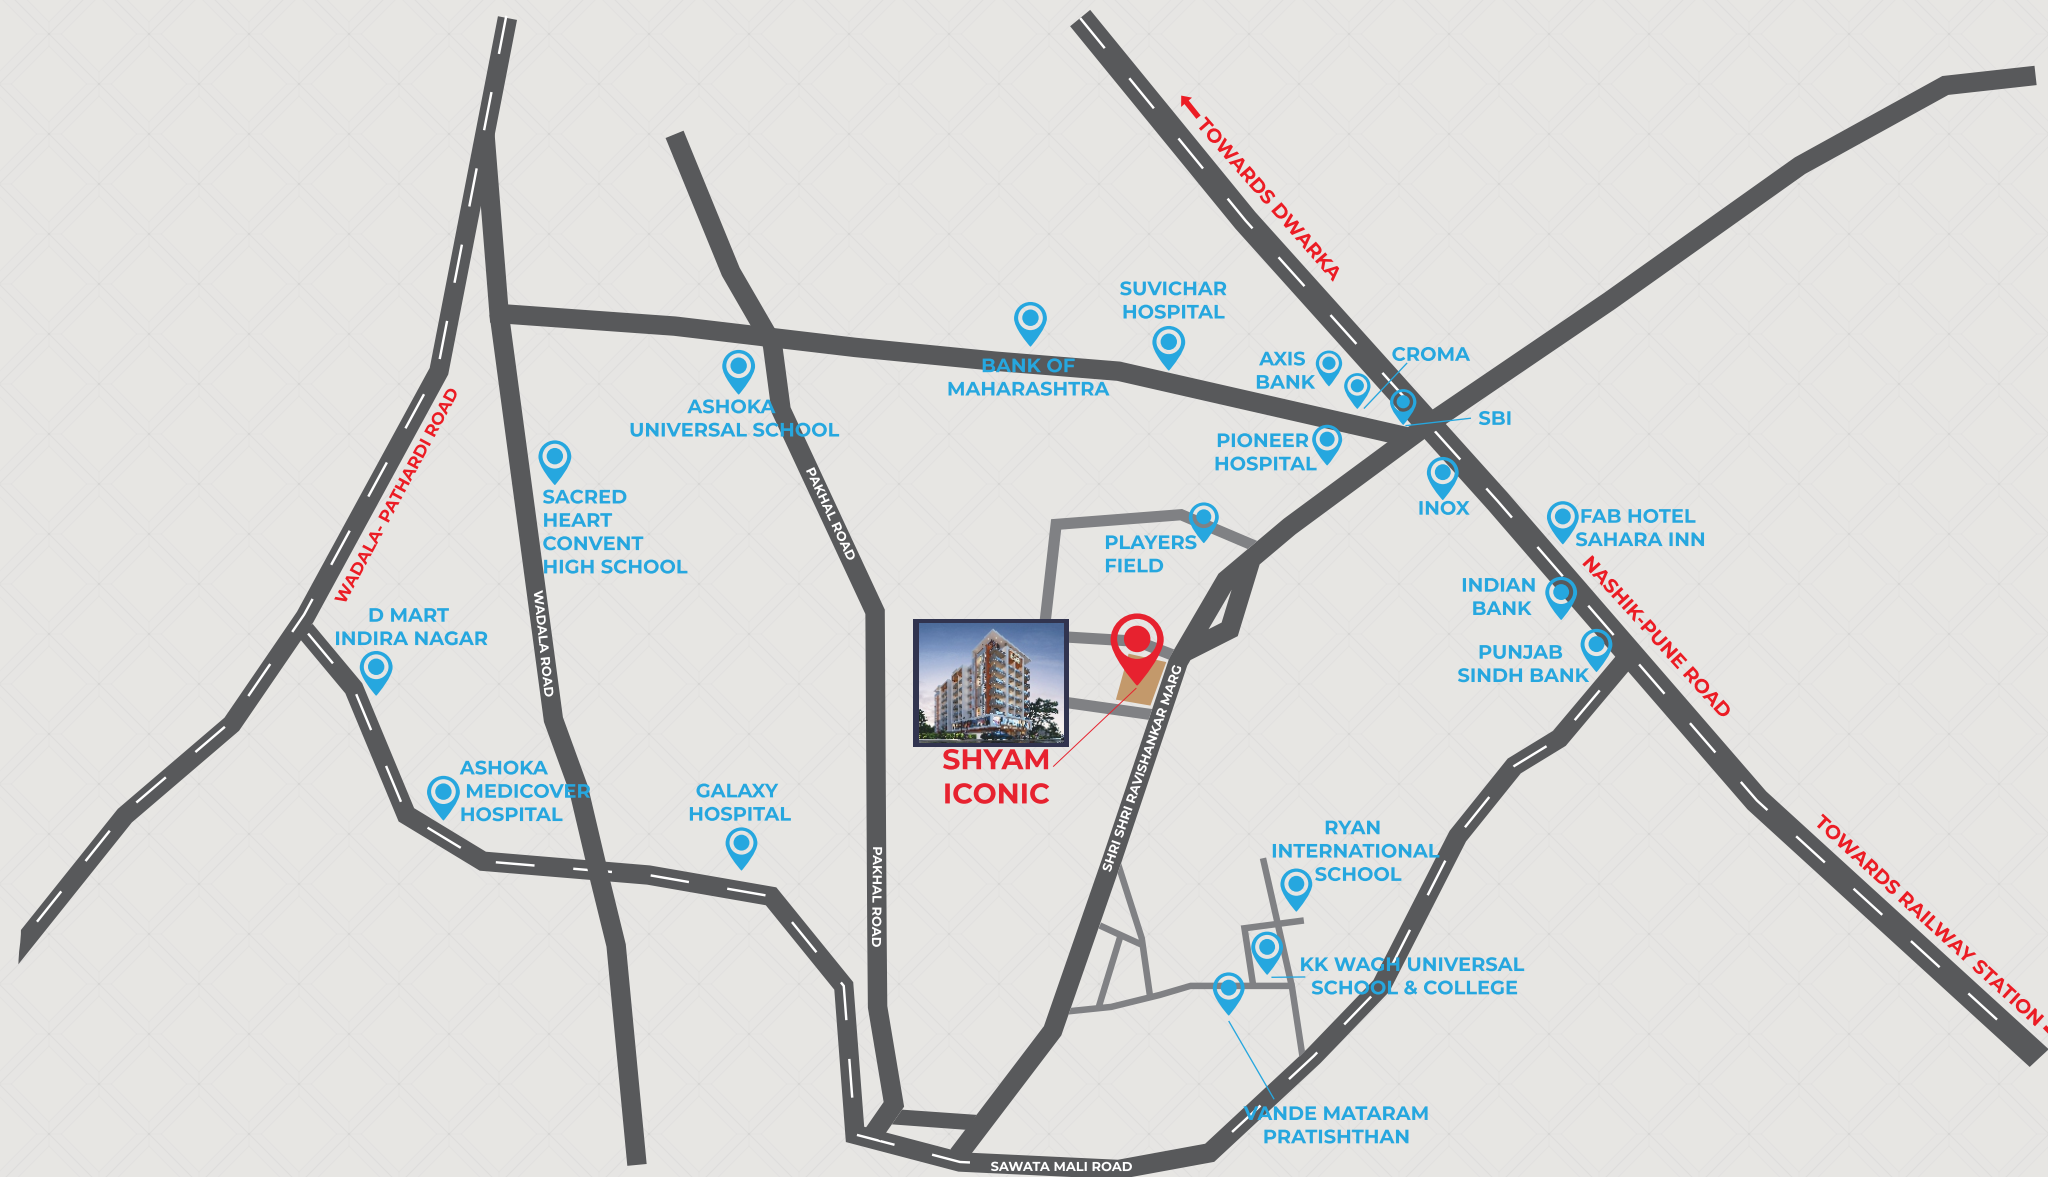 TOWARDS DWARKA
SUVICHAR
HOSPITAL
BANK OF
MAHARASHTRA
AXIS
BANK
CROMA
SBI
ASHOKA
UNIVERSAL SCHOOL
PIONEER
HOSPITAL
SACRED
HEART
CONVENT
HIGH SCHOOL
WADALA- PATHARDI ROAD
PAKHAL ROAD
INOX
FAB HOTEL
SAHARA INN
PLAYERS
FIELD
INDIAN
BANK
NASHIK-PUNE ROAD
D MART
INDIRA NAGAR
WADALA ROAD
PUNJAB
SINDH BANK
SHYAM
ICONIC
SHRI SHRI RAVISHANKAR MARG
ASHOKA
MEDICOVER
HOSPITAL
GALAXY
HOSPITAL
PAKHAL ROAD
RYAN
INTERNATIONAL
SCHOOL
TOWARDS RAILWAY STATION
KK WAGH UNIVERSAL
SCHOOL & COLLEGE
VANDE MATARAM
PRATISHTHAN
SAWATA MALI ROAD